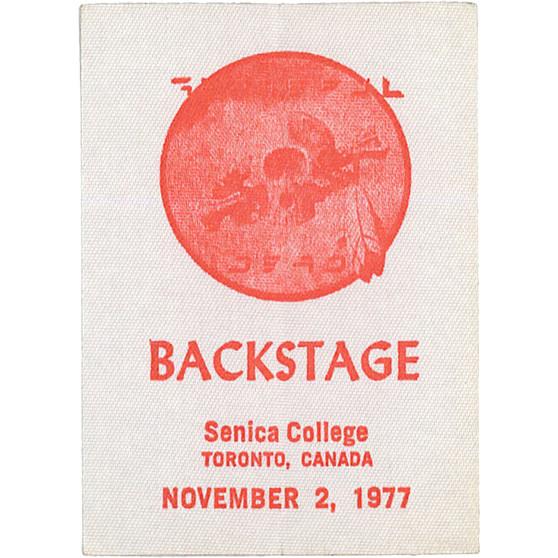 BACKSTAGE
Senica College
TORONTO, CANADA
NOVEMBER 2, 1977